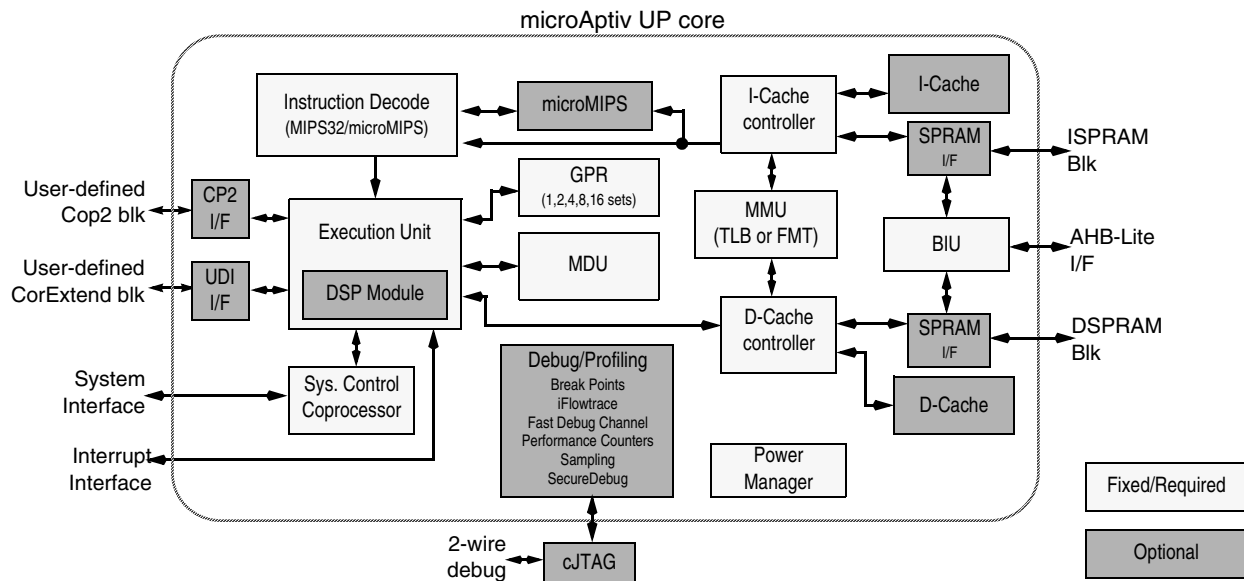 microAptiv UP core
Instruction Decode
(MIPS32/microMIPS)
microMIPS
I-Cache
controller
I-Cache
SPRAM
I/F
ISPRAM
Blk
User-defined
Cop2 blk
CP2
I/F
GPR
(1,2,4,8,16 sets)
Execution Unit
MMU
(TLB or FMT)
BIU
AHB-Lite
I/F
MDU
User-defined
CorExtend blk
UDI
I/F
DSP Module
D-Cache
controller
SPRAM
I/F
DSPRAM
Blk
System
Interface
Sys. Control
Coprocessor
Debug/Profiling
Break Points
iFlowtrace
Fast Debug Channel
Performance Counters
Sampling
SecureDebug
D-Cache
Interrupt
Interface
Power
Manager
Fixed/Required
2-wire
debug
cJTAG
Optional